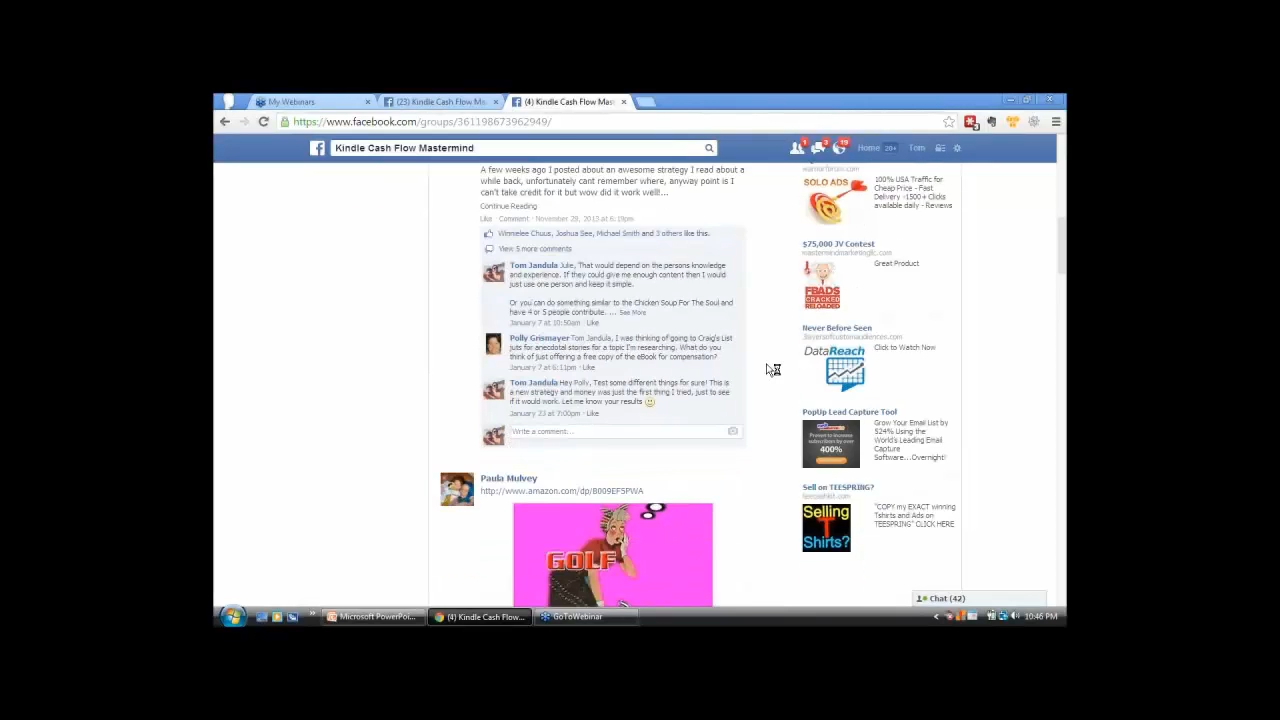 My Webinars
(23) Kindle Cash Flow Ma
(4) Kindle Cash Flow Mas
https://www.facebook.com/groups/361198673962949/
Kindle Cash Flow Mastermind
Home 20+ Tom
A few weeks ago I posted about an awesome strategy I read about a
while back, unfortunately cant remember where, anyway point is I
can't take credit for it but wow did it work well!...
Continue Reading
Like · Comment · November 29, 2013 at 6:19pm
Winnelee Chuus, Joshua See, Michael Smith and 3 others like this.
View 5 more comments
Tom Jandula Julie, That would depend on the persons knowledge
and experience. If they could give me enough content then I would
just use one person and keep it simple.
Or you can do something similar to the Chicken Soup For The Soul and
have 4 or 5 people contribute. ... See More
January 7 at 10:50am · Like
Polly Grismayer Tom Jandula, I was thinking of going to Craig's List
juts for anecdotal stories for a topic I'm researching. What do you
think of just offering a free copy of the eBook for compensation?
January 7 at 6:11pm · Like
Tom Jandula Hey Polly, Test some different things for sure! This is
a new strategy and money was just the first thing I tried, just to see
if it would work. Let me know your results
January 23 at 7:00pm · Like
Write a comment...
Paula Mulvey
http://www.amazon.com/dp/B009EF5PWA
GOLF
warriorforum.com
SOLO ADS
100% USA Traffic for
Cheap Price - Fast
Delivery -1500+ Clicks
available daily - Reviews
$75,000 JV Contest
FBADS
CRACKED
RELOADED
Great Product
Never Before Seen
DataReach
Click to Watch Now
PopUp Lead Capture Tool
400%
Grow Your Email List by
524% Using the
World's Leading Email
Capture
Software...Overnight!
Sell on TEESPRING?
Selling
T
Shirts?
"COPY my EXACT winning
Tshirts and Ads on
TEESPRING" CLICK HERE
Chat (42)
Microsoft PowerPoi...
(4) Kindle Cash Flow...
GoToWebinar
10:46 PM